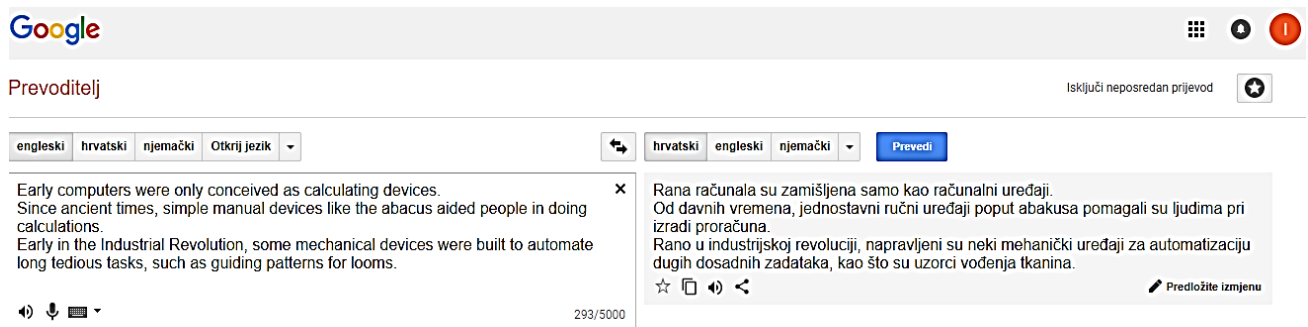 Google
I
Prevoditelj
Isključi neposredan prijevod
engleski hrvatski njemački Otkrij jezik
hrvatski engleski njemački Prevedi
Early computers were only conceived as calculating devices.
Since ancient times, simple manual devices like the abacus aided people in doing
calculations.
Early in the Industrial Revolution, some mechanical devices were built to automate
long tedious tasks, such as guiding patterns for looms.
293/5000
Rana računala su zamišljena samo kao računalni uređaji.
Od davnih vremena, jednostavni ručni uređaji poput abakusa pomagali su ljudima pri
izradi proračuna.
Rano u industrijskoj revoluciji, napravljeni su neki mehanički uređaji za automatizaciju
dugih dosadnih zadataka, kao što su uzorci vođenja tkanina.
Predložite izmjenu